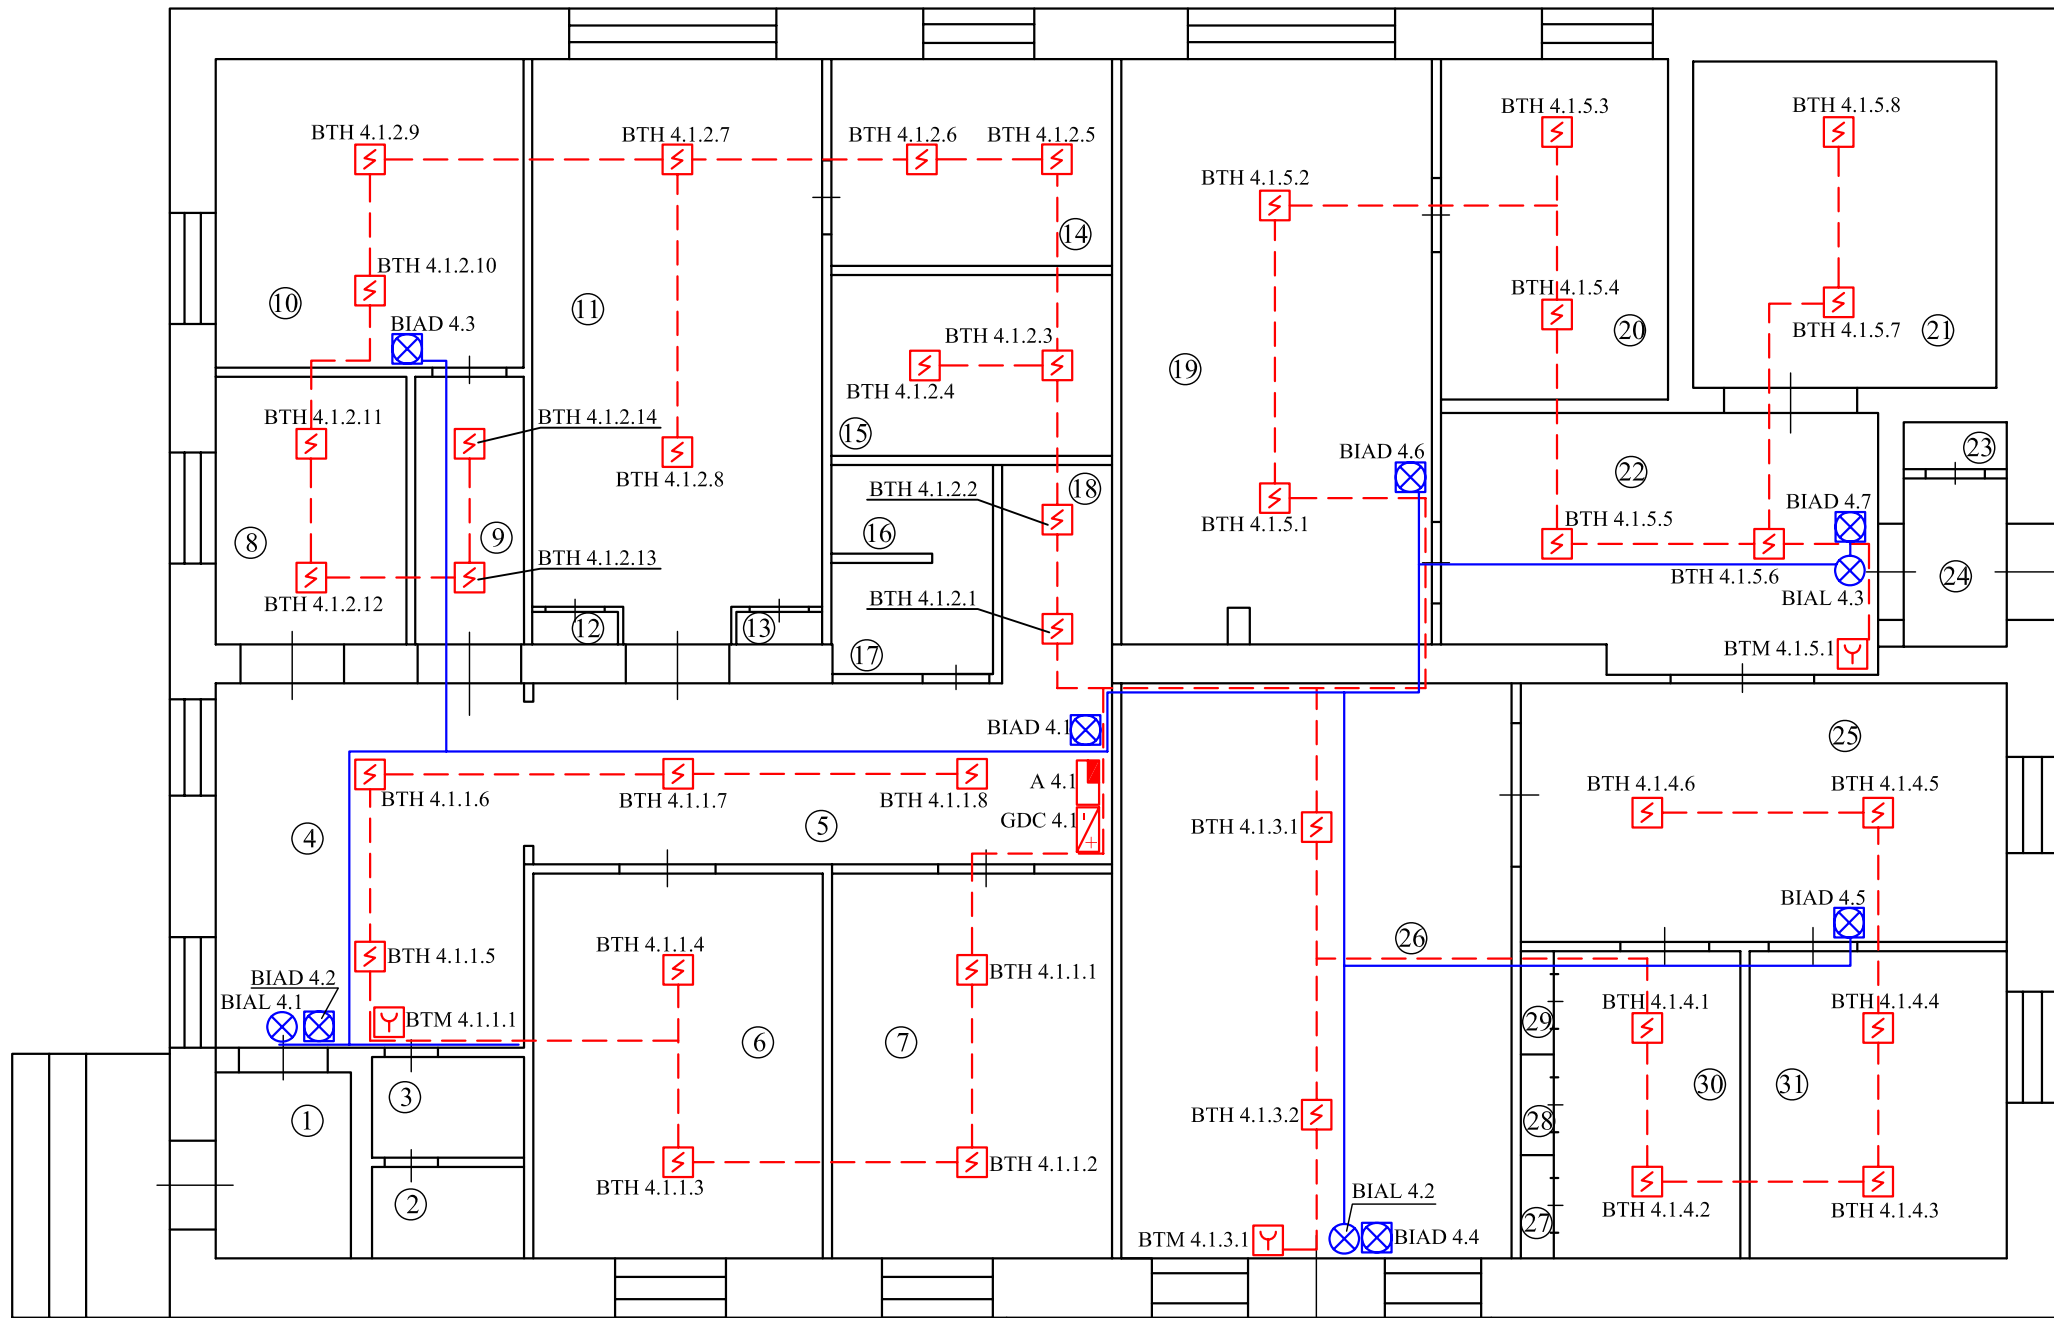 BTH 4.1.2.9
BTH 4.1.2.7
BTH 4.1.2.6
BTH 4.1.2.5
BTH 4.1.5.3
BTH 4.1.5.8
BTH 4.1.5.2
14
BTH 4.1.2.10
10
11
BTH 4.1.5.4
BIAD 4.3
BTH 4.1.2.3
20
BTH 4.1.5.7
21
BTH 4.1.2.4
19
BTH 4.1.2.11
BTH 4.1.2.14
15
BIAD 4.6
23
BTH 4.1.2.8
BTH 4.1.2.2
18
22
BIAD 4.7
8
9
16
BTH 4.1.5.1
BTH 4.1.5.5
BTH 4.1.2.13
BTH 4.1.5.6
24
BTH 4.1.2.12
BTH 4.1.2.1
BIAL 4.3
12
13
17
BTM 4.1.5.1
BIAD 4.1
25
A 4.1
BTH 4.1.1.6
BTH 4.1.1.7
BTH 4.1.1.8
BTH 4.1.4.6
BTH 4.1.4.5
GDC 4.1
4
5
BTH 4.1.3.1
BIAD 4.5
BTH 4.1.1.5
BTH 4.1.1.4
26
BIAD 4.2
BTH 4.1.1.1
BIAL 4.1
BTM 4.1.1.1
BTH 4.1.4.1
BTH 4.1.4.4
29
6
7
3
30
31
1
BTH 4.1.3.2
28
BTH 4.1.1.2
2
BTH 4.1.1.3
BIAL 4.2
BTH 4.1.4.2
BTH 4.1.4.3
27
BTM 4.1.3.1
BIAD 4.4